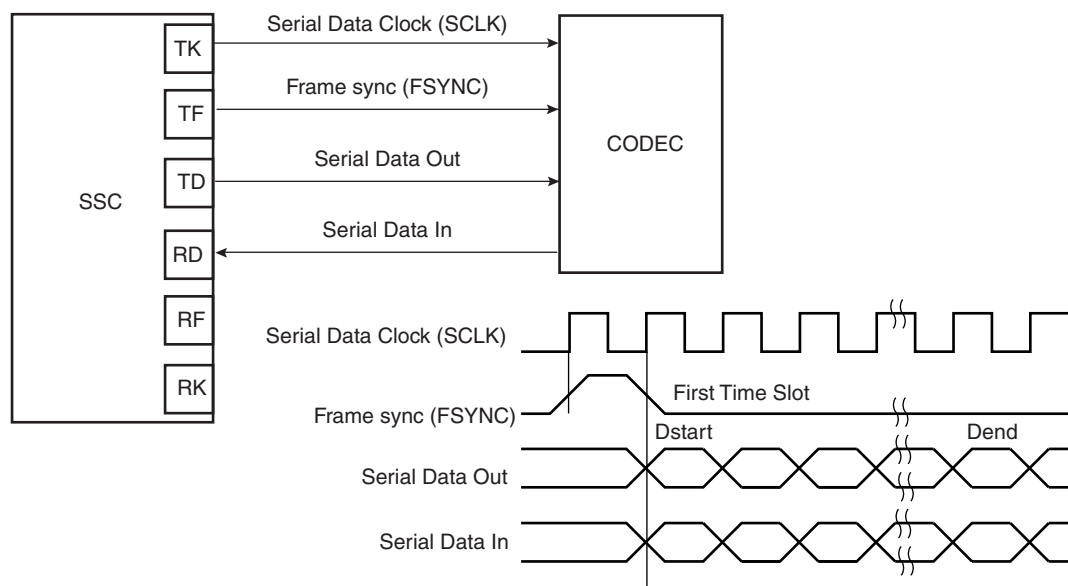 SSC
TK
TF
TD
RD
RF
RK
Serial Data Clock (SCLK)
Frame sync (FSYNC)
Serial Data Out
Serial Data In
CODEC
Serial Data Clock (SCLK)
Frame sync (FSYNC)
First Time Slot
Dstart
Dend
Serial Data Out
Serial Data In